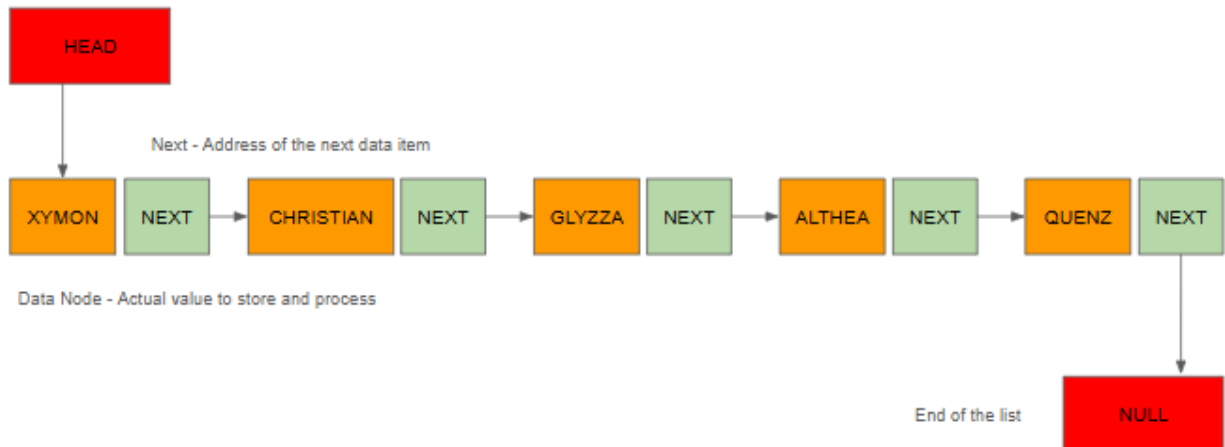 HEAD
Next - Address of the next data item
XYMON NEXT CHRISTIAN NEXT GLYZZA NEXT ALTHEA NEXT QUENZ NEXT
Data Node - Actual value to store and process
End of the list NULL